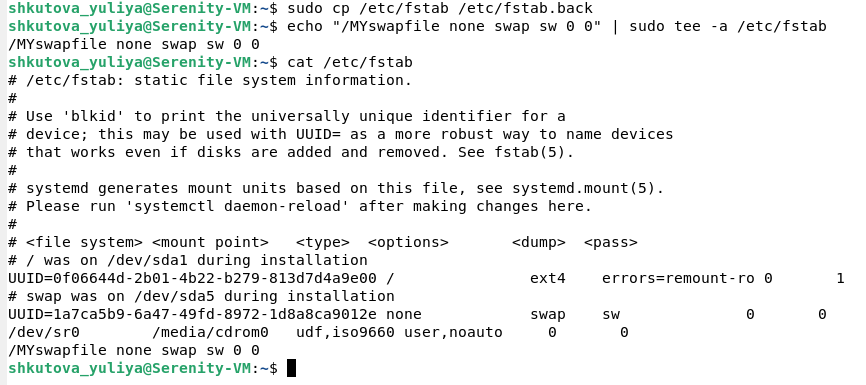 shkutova_yuliya@Serenity-VM:~$ sudo cp /etc/fstab /etc/fstab.back
shkutova_yuliya@Serenity-VM:~$ echo "/MYswapfile none swap sw 0 0" | sudo tee -a /etc/fstab
/MYswapfile none swap sw 0 0
shkutova_yuliya@Serenity-VM:~$ cat /etc/fstab
# /etc/fstab: static file system information.
#
# Use 'blkid' to print the universally unique identifier for a
# device; this may be used with UUID= as a more robust way to name devices
# that works even if disks are added and removed. See fstab(5).
#
# systemd generates mount units based on this file, see systemd.mount(5).
# Please run 'systemctl daemon-reload' after making changes here.
#
# <file system> <mount point>   <type>  <options>       <dump>  <pass>
# / was on /dev/sda1 during installation
UUID=0f06644d-2b01-4b22-b279-813d7d4a9e00 /               ext4    errors=remount-ro 0       1
# swap was on /dev/sda5 during installation
UUID=1a7ca5b9-6a47-49fd-8972-1d8a8ca9012e none            swap    sw              0       0
/dev/sr0        /media/cdrom0   udf,iso9660 user,noauto     0       0
/MYswapfile none swap sw 0 0
shkutova_yuliya@Serenity-VM:~$